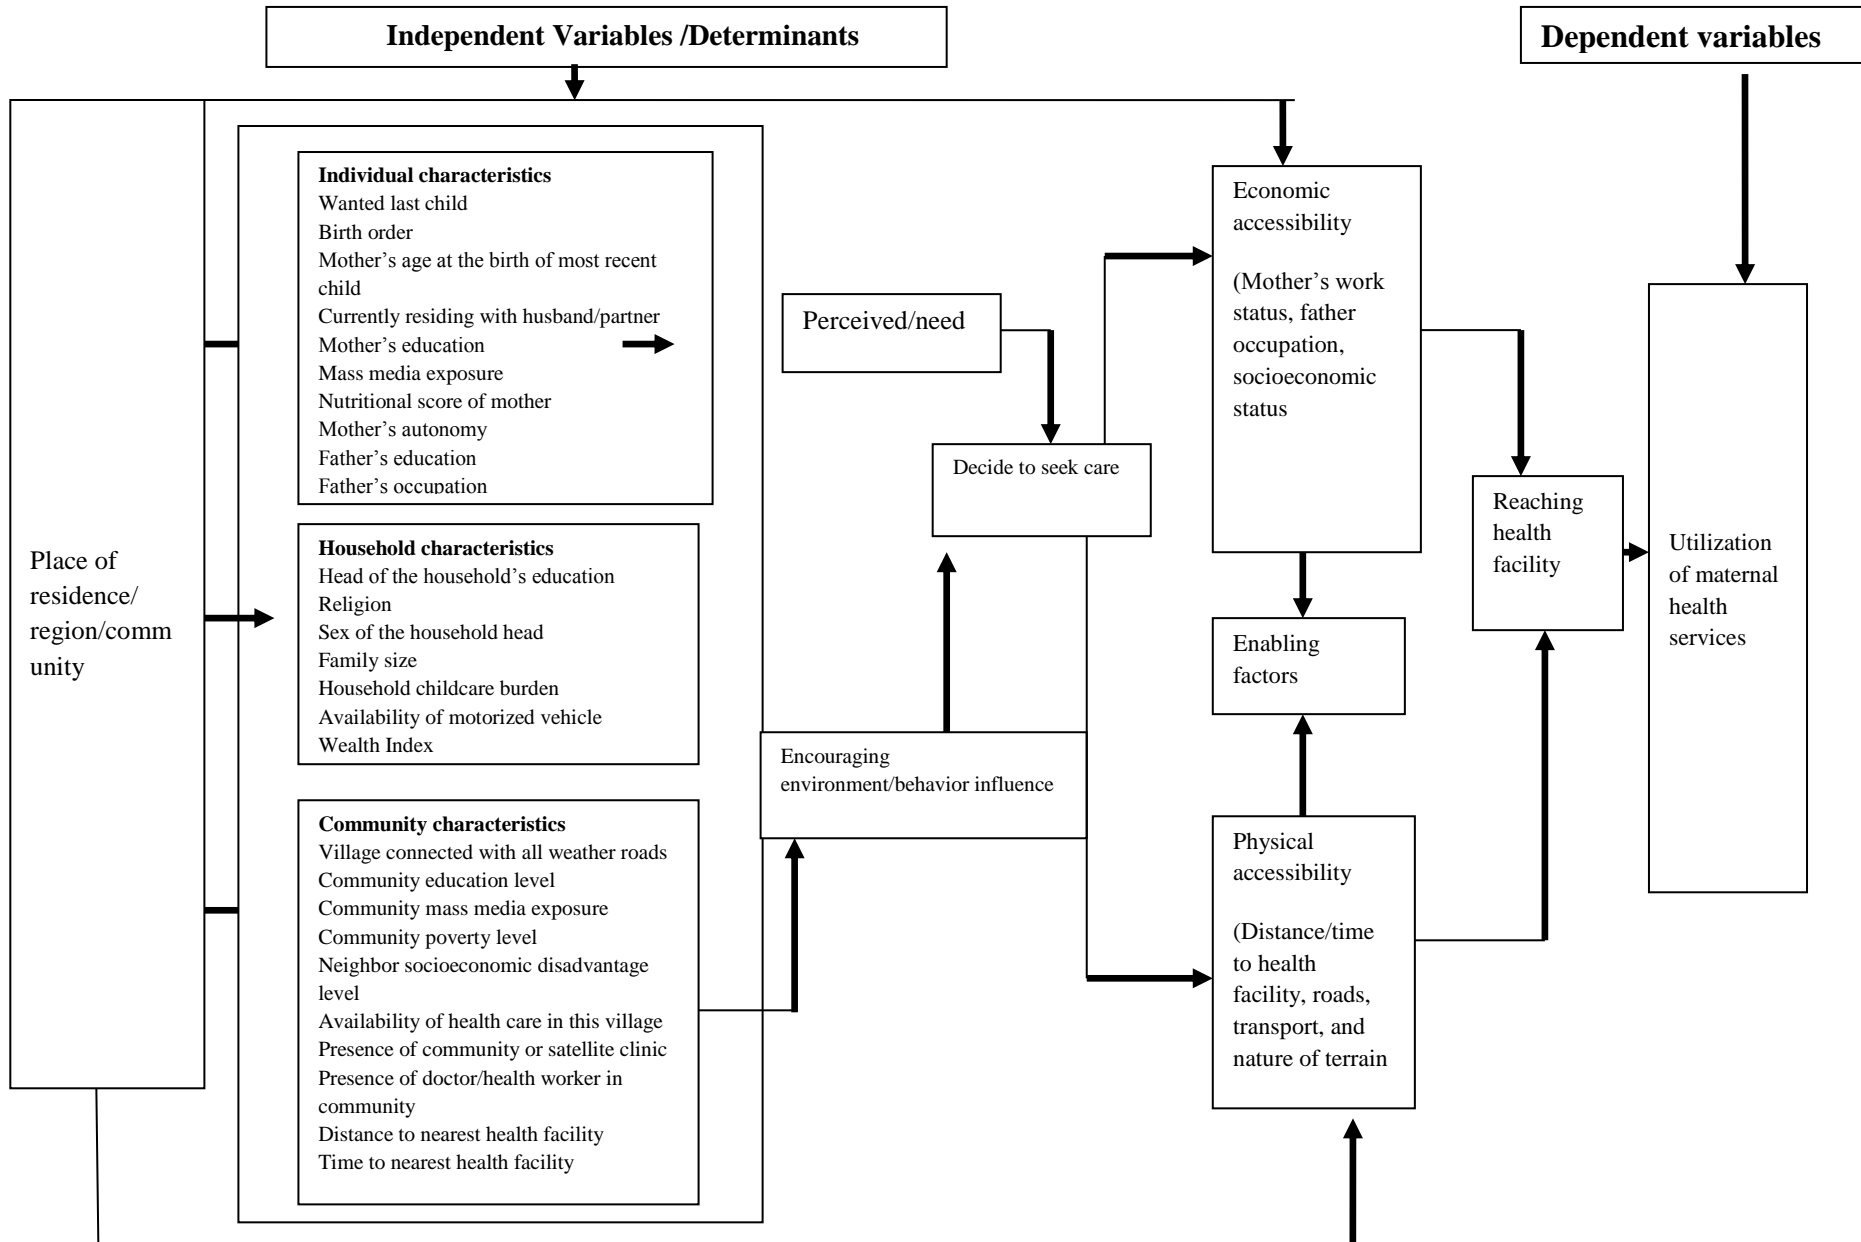 Independent Variables /Determinants
Dependent variables
Place of
residence/
region/comm
unity
Individual characteristics
Wanted last child
Birth order
Mother’s age at the birth of most recent
child
Currently residing with husband/partner
Mother’s education
Mass media exposure
Nutritional score of mother
Mother’s autonomy
Father’s education
Father’s occupation
Household characteristics
Head of the household’s education
Religion
Sex of the household head
Family size
Household childcare burden
Availability of motorized vehicle
Wealth Index
Community characteristics
Village connected with all weather roads
Community education level
Community mass media exposure
Community poverty level
Neighbor socioeconomic disadvantage
level
Availability of health care in this village
Presence of community or satellite clinic
Presence of doctor/health worker in
community
Distance to nearest health facility
Time to nearest health facility
Perceived/need
Decide to seek care
Encouraging
environment/behavior influence
Economic
accessibility
(Mother’s work
status, father
occupation,
socioeconomic
status
Enabling
factors
Physical
accessibility
(Distance/time
to health
facility, roads,
transport, and
nature of terrain
Reaching
health
facility
Utilization
of maternal
health
services